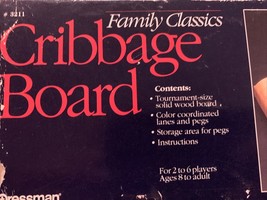 # 3211
Family Classics
Cribbage
Board
Contents:
• Tournament-size
solid wood board
• Color coordinated
lanes and pegs
• Storage area for pegs
• Instructions
For 2 to 6 players
Ages 8 to adult
Pressman